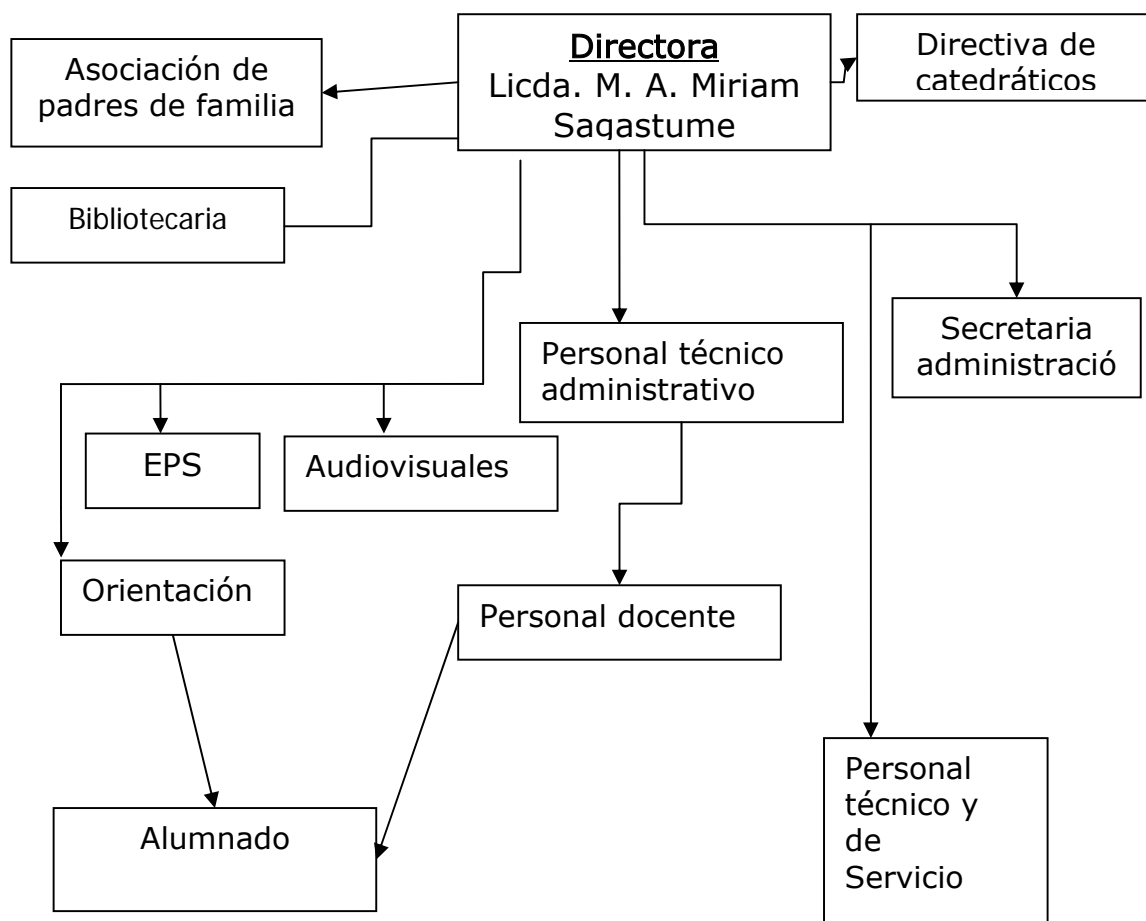 Asociación de
padres de familia
Directora
Licda. M. A. Miriam
Sagastume
Directiva de
catedráticos
Bibliotecaria
Secretaria
administració
Personal técnico
administrativo
EPS
Audiovisuales
Orientación
Personal docente
Personal
técnico y
de
Servicio
Alumnado